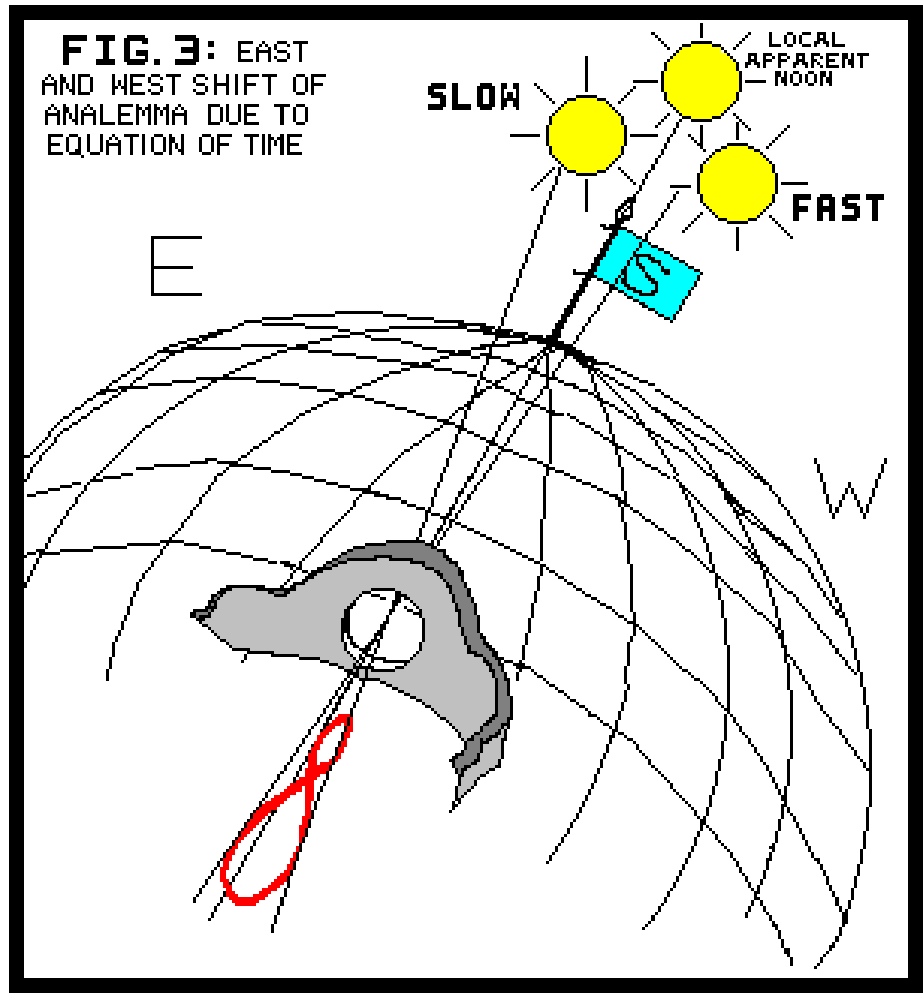 FIG. 3: EAST
AND WEST SHIFT OF
ANALEMMA DUE TO
EQUATION OF TIME
SLOW
LOCAL
APPARENT
NOON
FAST
S
E
W